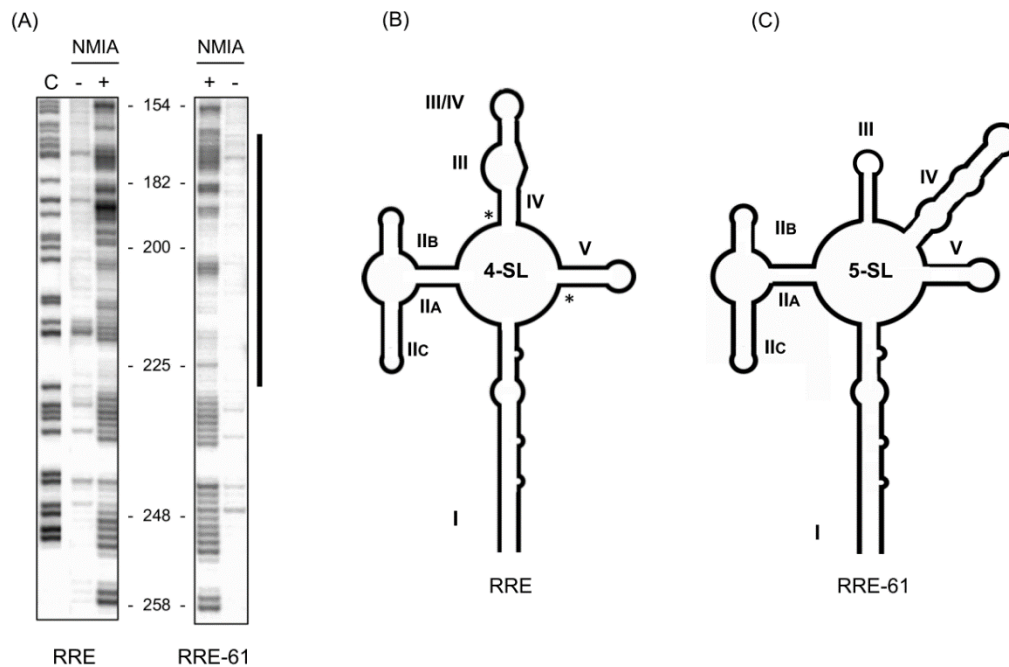 (A)
NMIA
NMIA
C - +
+ -
- 154 -
- 182 -
- 200 -
- 225 -
- 248 -
- 258 -
RRE
RRE-61
(B)
III/IV
III
IV
*
IIB
V
4-SL
IIA
*
IIC
I
RRE
(C)
III
IV
IIB
V
5-SL
IIA
IIC
I
RRE-61